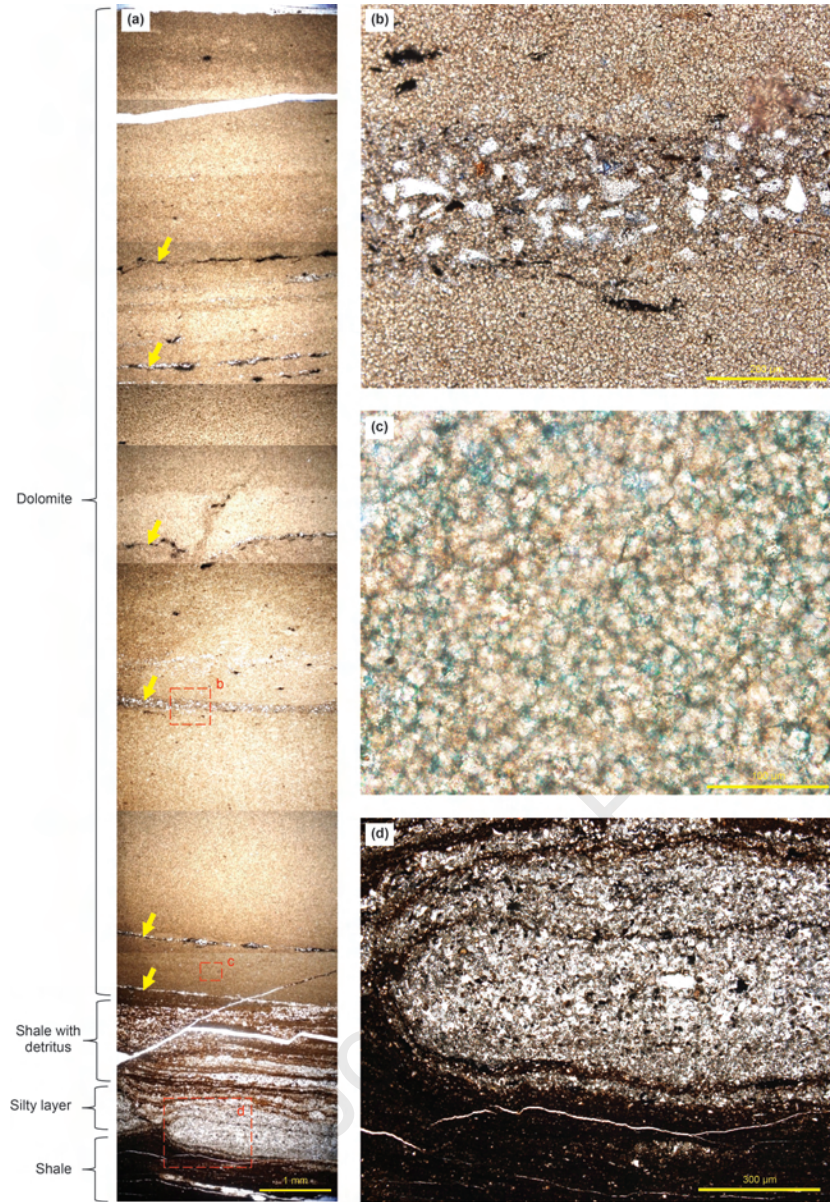 (a)
(b)
Dolomite
b
c
Shale with
detritus
Silty layer
Shale
1 mm
(c)
(d)
300 µm